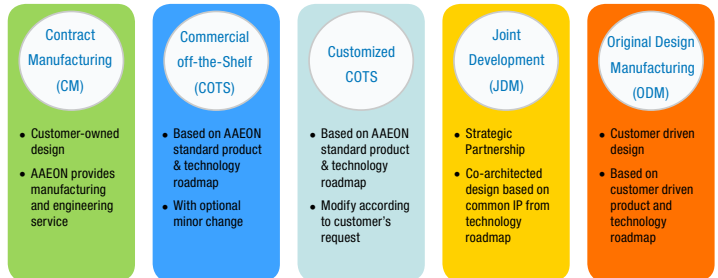 Contract
Manufacturing
(CM)
• Customer-owned
design
• AAEON provides
manufacturing
and engineering
service
Commercial
off-the-Shelf
(COTS)
• Based on AAEON
standard product
& technology
roadmap
• With optional
minor change
Customized
COTS
• Based on AAEON
standard product
& technology
roadmap
• Modify according
to customer's
request
Joint
Development
(JDM)
• Strategic
Partnership
• Co-architected
design based on
common IP from
technology
roadmap
Original Design
Manufacturing
(ODM)
• Customer driven
design
• Based on
customer driven
product and
technology
roadmap